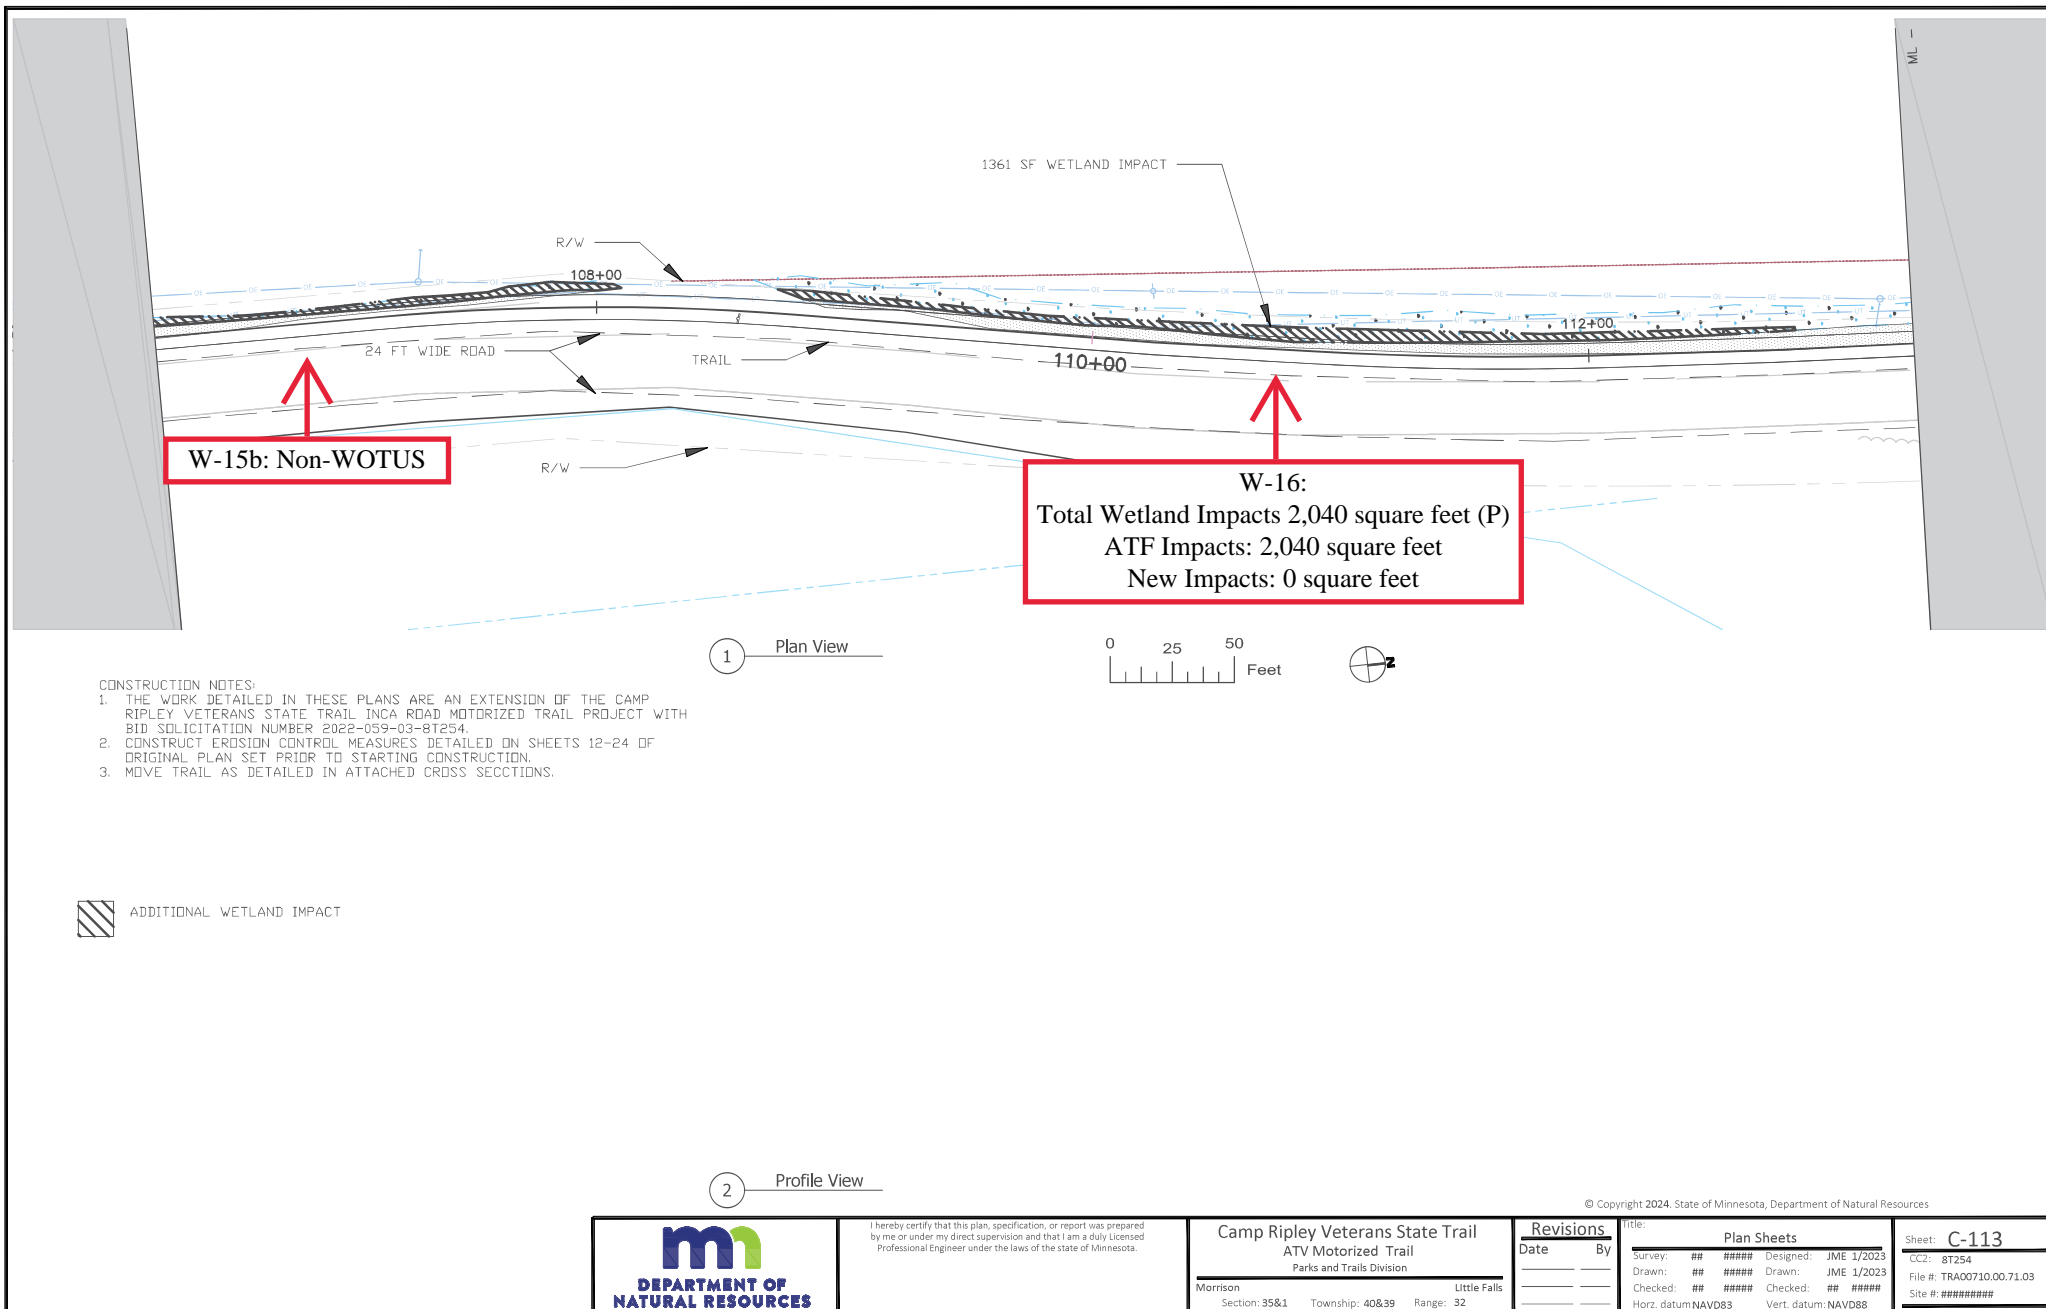 ML -
1361 SF WETLAND IMPACT
R/W
108+00
112+00
24 FT WIDE ROAD
TRAIL
110+00
W-15b: Non-WOTUS
R/W
W-16:
Total Wetland Impacts 2,040 square feet (P)
ATF Impacts: 2,040 square feet
New Impacts: 0 square feet
1 Plan View
0 25 50
Feet
N
CONSTRUCTION NOTES:
1. THE WORK DETAILED IN THESE PLANS ARE AN EXTENSION OF THE CAMP
RIPLEY VETERANS STATE TRAIL INCA ROAD MOTORIZED TRAIL PROJECT WITH
BID SOLICITATION NUMBER 2022-059-03-8T254.
2. CONSTRUCT EROSION CONTROL MEASURES DETAILED ON SHEETS 12-24 OF
ORIGINAL PLAN SET PRIOR TO STARTING CONSTRUCTION.
3. MOVE TRAIL AS DETAILED IN ATTACHED CROSS SECCTIONS.
ADDITIONAL WETLAND IMPACT
2 Profile View
© Copyright 2024. State of Minnesota, Department of Natural Resources
DEPARTMENT OF
NATURAL RESOURCES
I hereby certify that this plan, specification, or report was prepared
by me or under my direct supervision and that I am a duly Licensed
Professional Engineer under the laws of the state of Minnesota.
Camp Ripley Veterans State Trail
ATV Motorized Trail
Parks and Trails Division
Morrison Little Falls
Section: 35&1 Township: 40&39 Range: 32
Revisions
Date By
Title:
Plan Sheets
Survey: ## ##### Designed: JME 1/2023
Drawn: ## ##### Drawn: JME 1/2023
Checked: ## ##### Checked: ## #####
Horz. datum: NAVD83 Vert. datum: NAVD88
Sheet: C-113
CC2: 8T254
File #: TRA00710.00.71.03
Site #: #########